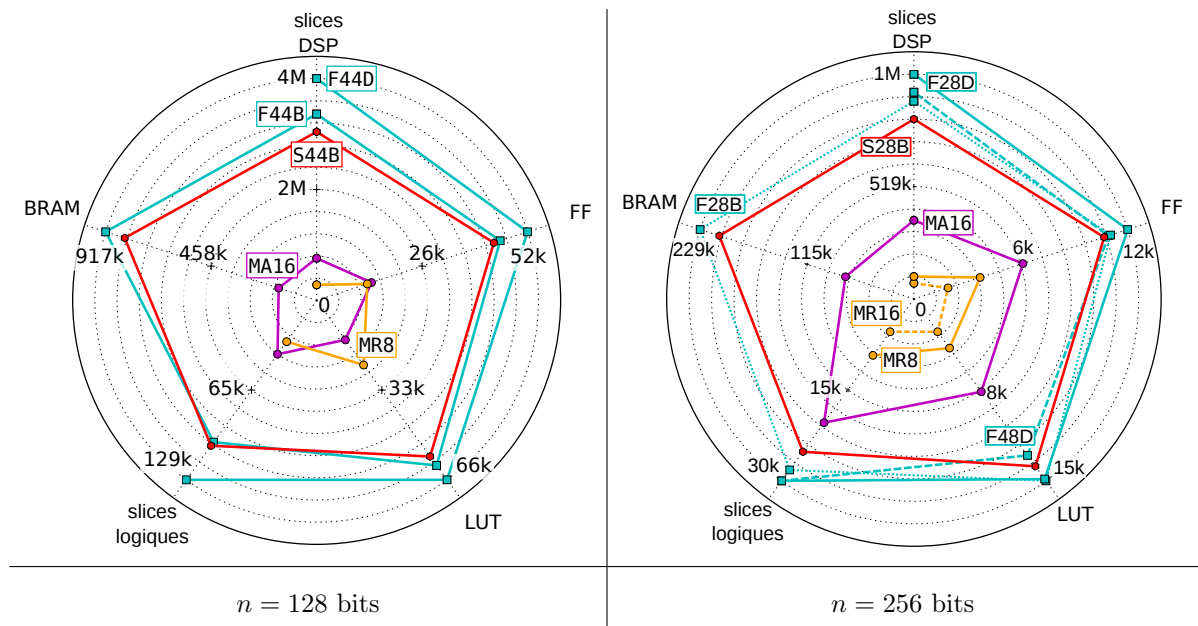 slices
DSP
4M
F44D
F44B
S44B
2M
BRAM
FF
917k
458k
26k
52k
MA16
0
MR8
65k
33k
129k
66k
slices
logiques
LUT
n = 128 bits
slices
DSP
1M
F28D
S28B
519k
BRAM
F28B
FF
MA16
229k
115k
6k
12k
MR16
0
MR8
15k
8k
F48D
30k
15k
slices
logiques
LUT
n = 256 bits